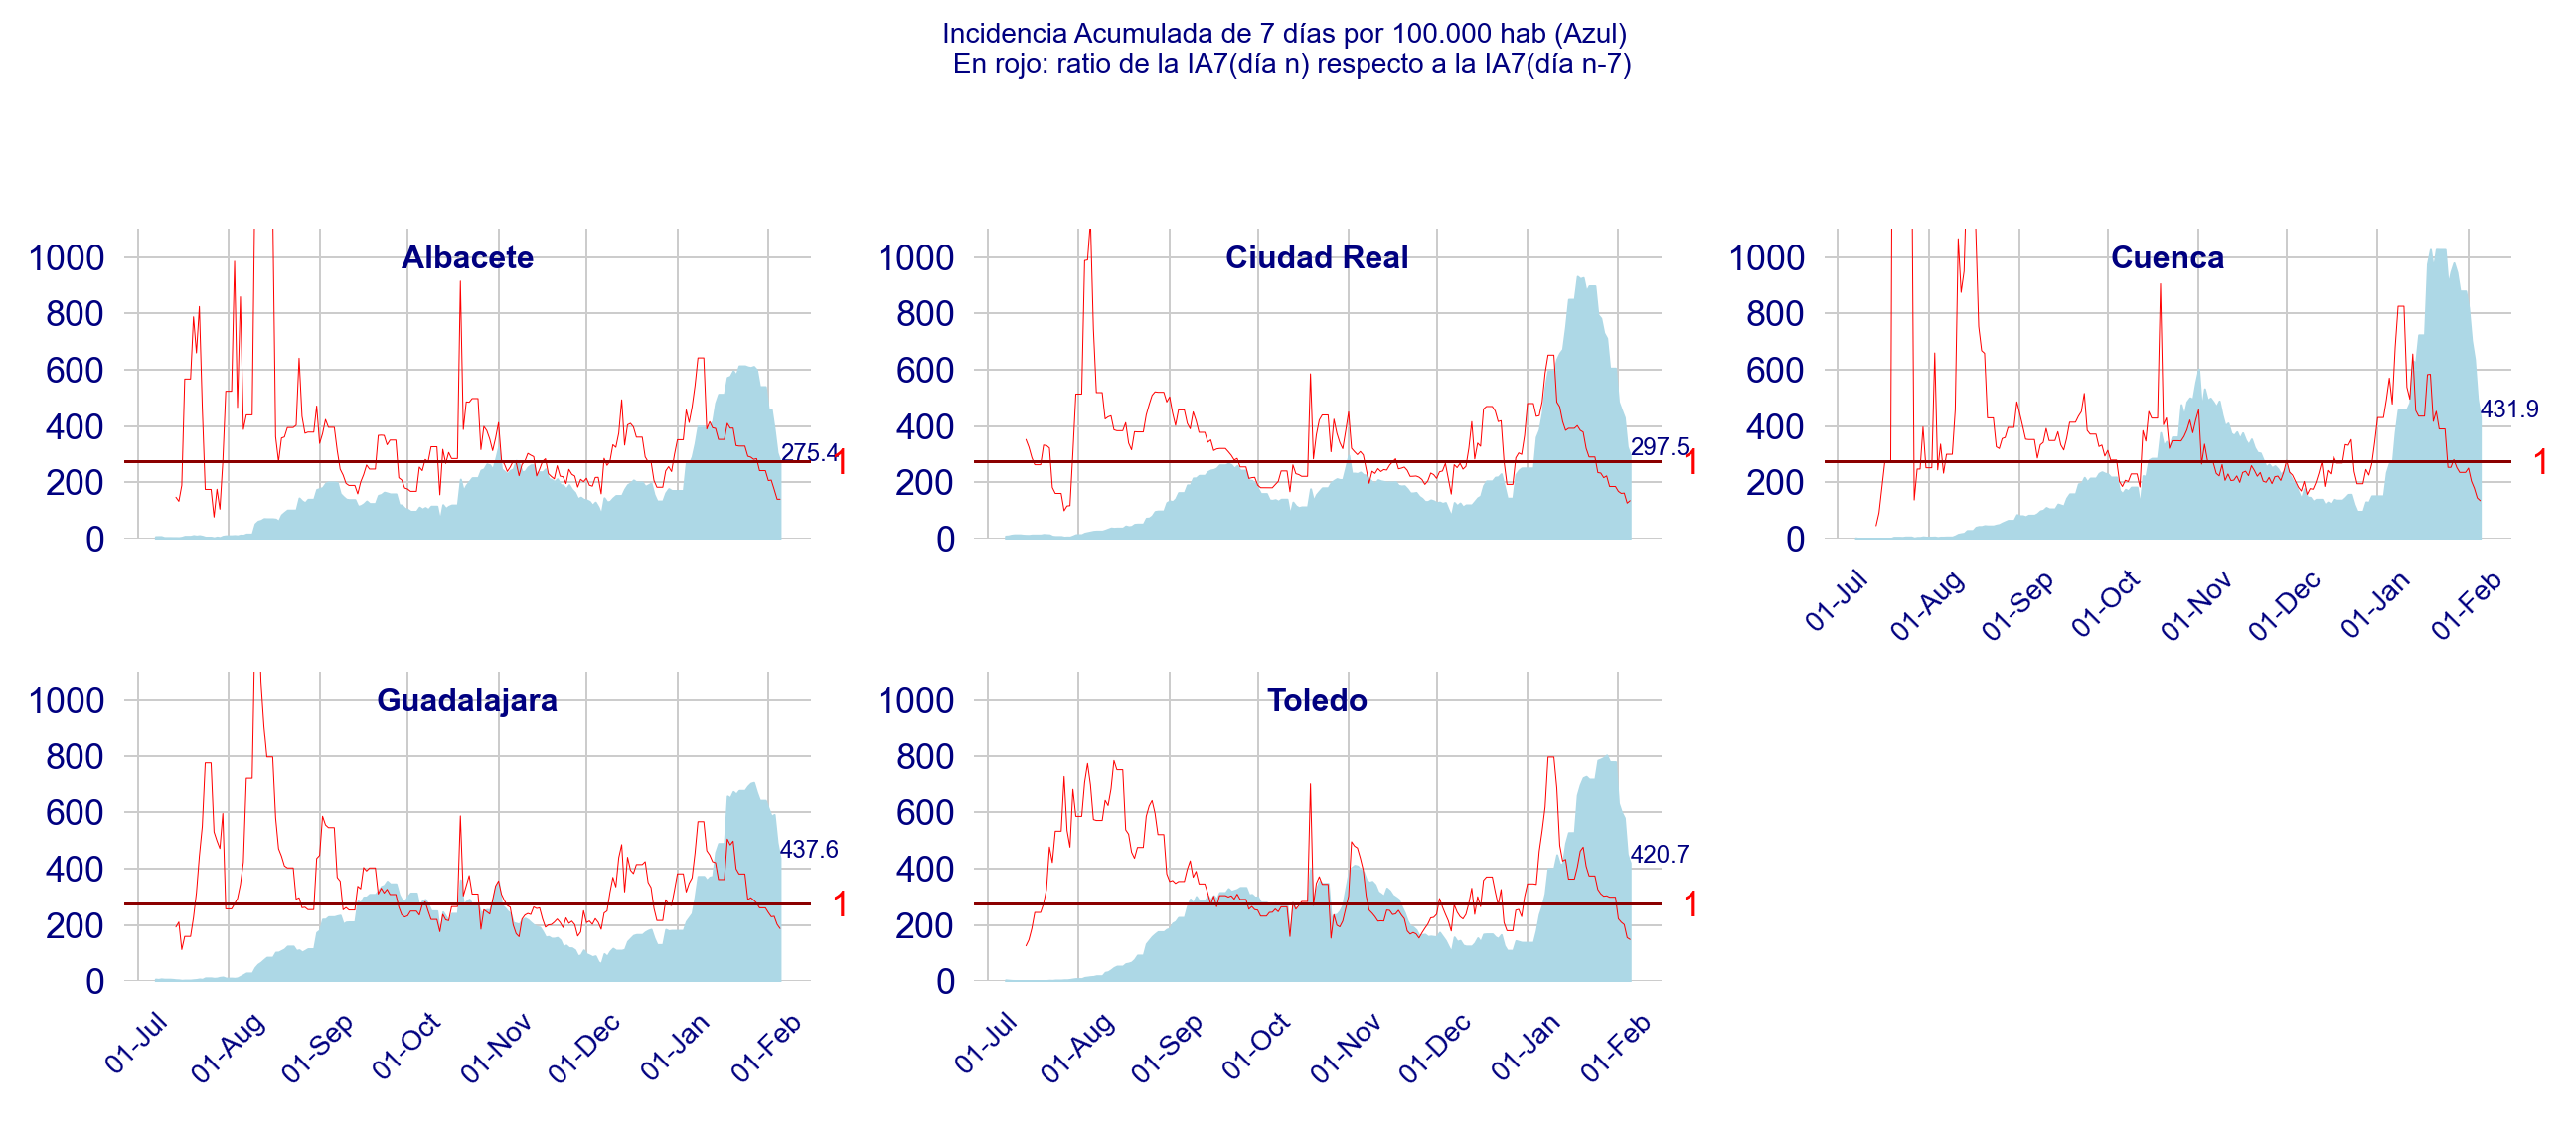 Incidencia Acumulada de 7 días por 100.000 hab (Azul)
En rojo: ratio de la IA7(día n) respecto a la IA7(día n-7)
Albacete
1000
800
600
400
200
0
275.4
1
Ciudad Real
1000
800
600
400
200
0
297.5
1
Cuenca
1000
800
600
400
200
0
431.9
1
01-Jul
01-Aug
01-Sep
01-Oct
01-Nov
01-Dec
01-Jan
01-Feb
Guadalajara
1000
800
600
400
200
0
437.6
1
01-Jul
01-Aug
01-Sep
01-Oct
01-Nov
01-Dec
01-Jan
01-Feb
Toledo
1000
800
600
400
200
0
420.7
1
01-Jul
01-Aug
01-Sep
01-Oct
01-Nov
01-Dec
01-Jan
01-Feb